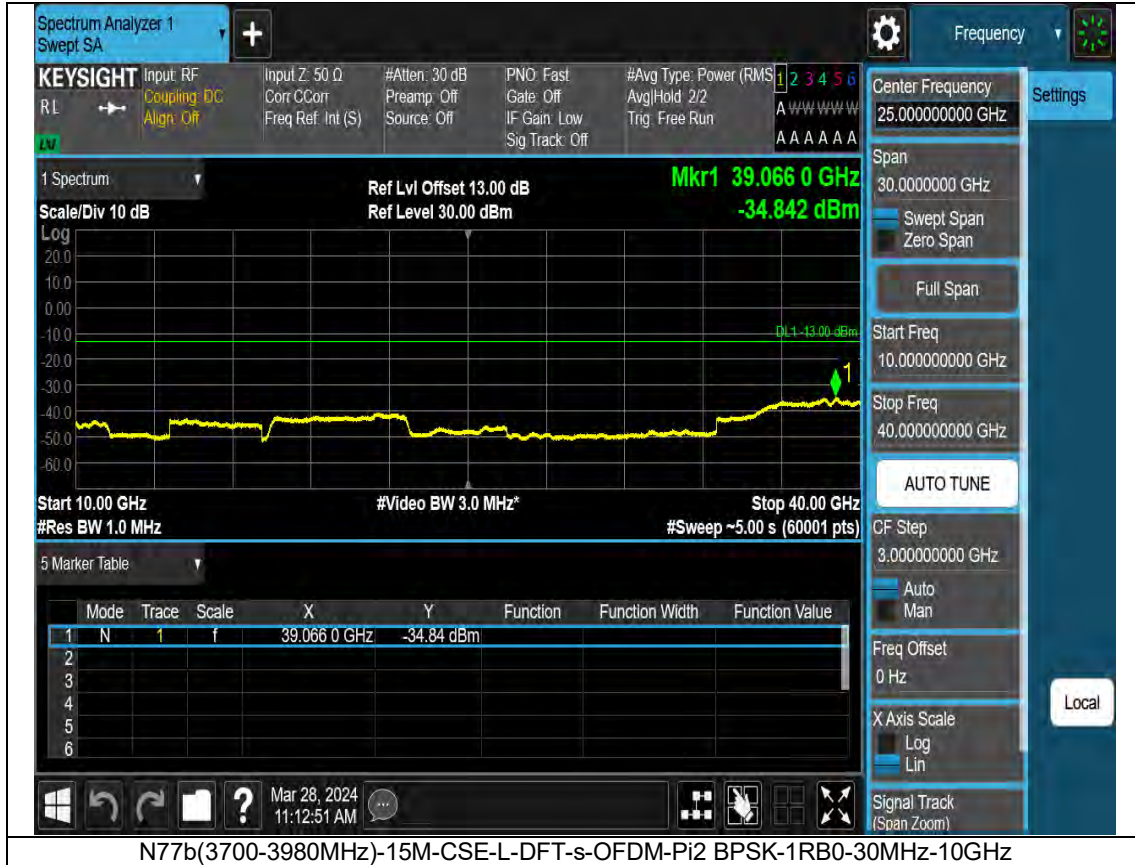 Spectrum Analyzer 1
Swept SA
Frequency
KEYSIGHT
RL
LXI
Input: RF
Coupling: DC
Align: Off
Input Z: 50 Ω
Corr CCorr
Freq Ref: Int (S)
#Atten: 30 dB
Preamp: Off
Source: Off
PNO: Fast
Gate: Off
IF Gain: Low
Sig Track: Off
#Avg Type: Power (RMS
Avg|Hold: 2/2
Trig: Free Run
1 2 3 4 5 6
A W W W W W
A A A A A A
1 Spectrum
Scale/Div 10 dB
Log
Ref Lvl Offset 13.00 dB
Ref Level 30.00 dBm
Mkr1 39.066 0 GHz
-34.842 dBm
20.0
10.0
0.00
-10.0
-20.0
-30.0
-40.0
-50.0
-60.0
DL1 -13.00 dBm
1
Start 10.00 GHz
#Res BW 1.0 MHz
#Video BW 3.0 MHz*
Stop 40.00 GHz
#Sweep ~5.00 s (60001 pts)
5 Marker Table
Mode Trace Scale X Y Function Function Width Function Value
1 N 1 f 39.066 0 GHz -34.84 dBm
2
3
4
5
6
Mar 28, 2024
11:12:51 AM
Center Frequency
25.000000000 GHz
Settings
Span
30.0000000 GHz
Swept Span
Zero Span
Full Span
Start Freq
10.000000000 GHz
Stop Freq
40.000000000 GHz
AUTO TUNE
CF Step
3.000000000 GHz
Auto
Man
Freq Offset
0 Hz
X Axis Scale
Log
Lin
Local
Signal Track
(Span Zoom)
N77b(3700-3980MHz)-15M-CSE-L-DFT-s-OFDM-Pi2 BPSK-1RB0-30MHz-10GHz